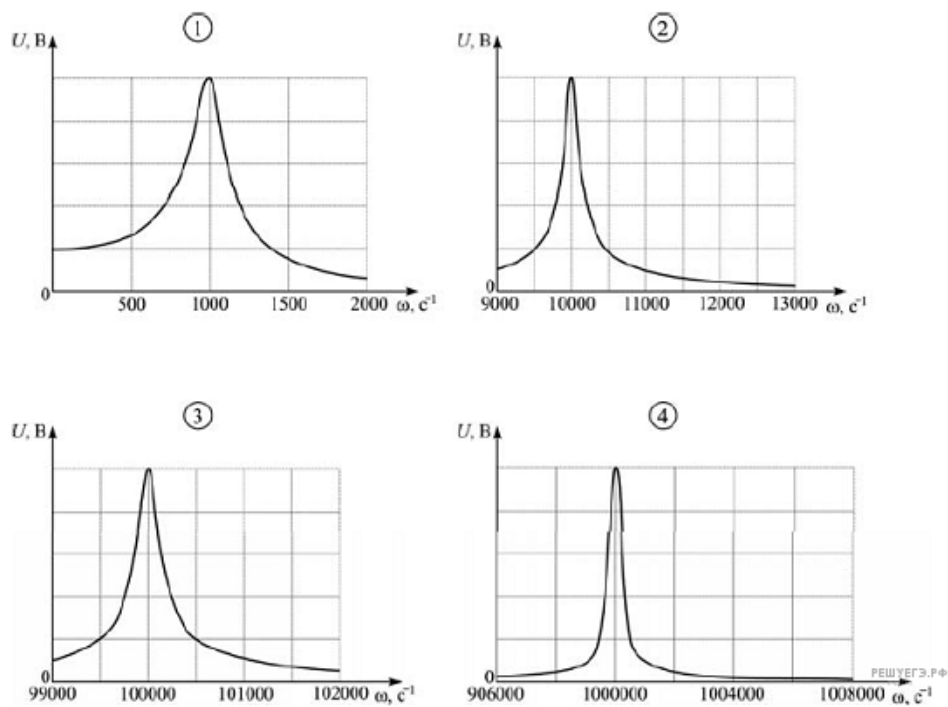 ①
U, В
0
500 1000 1500 2000 ω, с⁻¹
②
U, В
0
9000 10000 11000 12000 13000 ω, с⁻¹
③
U, В
0
99000 100000 101000 102000 ω, с⁻¹
④
U, В
0
906000 1000000 1004000 1008000 ω, с⁻¹
РЕШУЕГЭ.РФ